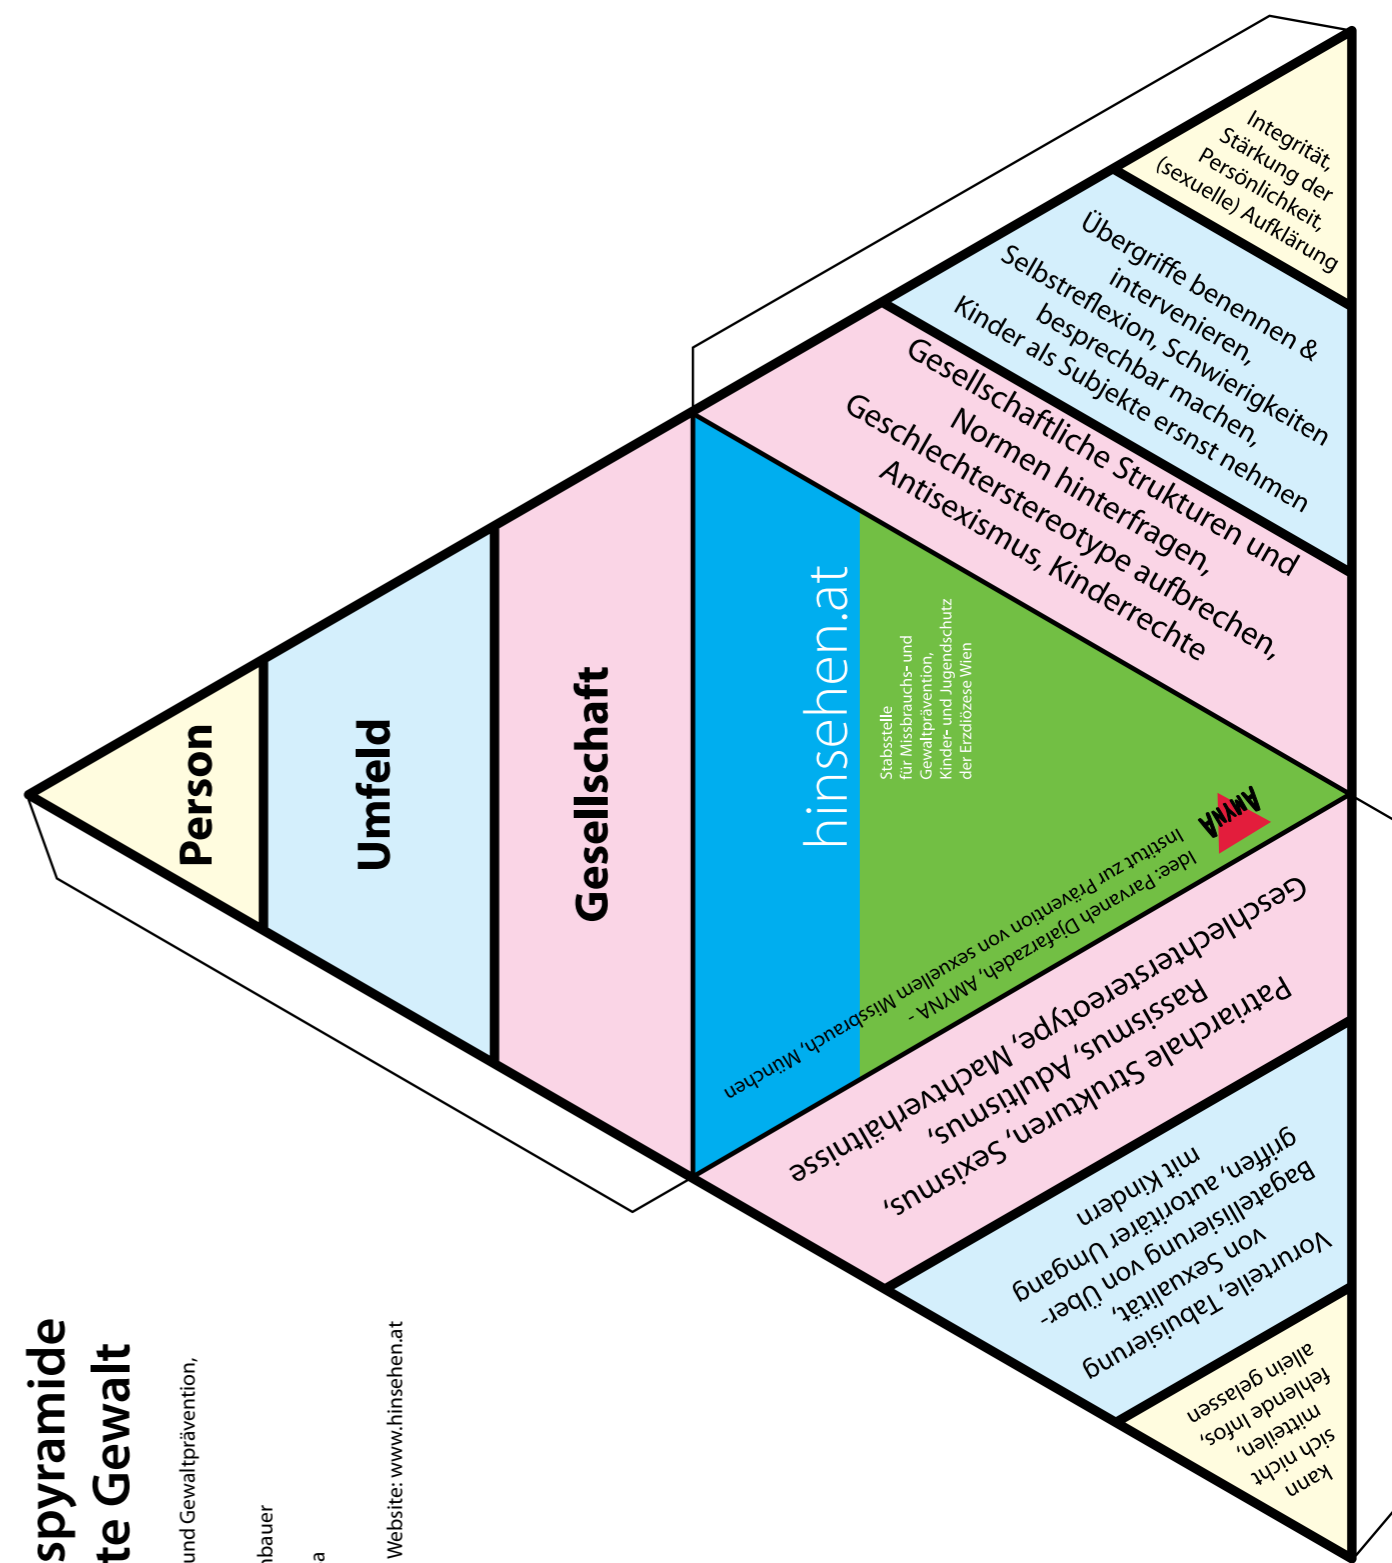 spyramide
te Gewalt
und Gewaltprävention,
nbauer
a
Website: www.hinsehen.at
Person
Umfeld
Gesellschaft
hinsehen.at
Stabsstelle
für Missbrauchs- und
Gewaltprävention,
Kinder- und Jugendschutz
der Erzdiözese Wien
Idee: Parvaneh Djafarzadeh, AMYNA -
Institut zur Prävention von sexuellem Missbrauch, München
AMYNA
Integrität,
Stärkung der
Persönlichkeit,
(sexuelle) Aufklärung
Übergriffe benennen &
intervenieren,
Selbstreflexion, Schwierigkeiten
besprechbar machen,
Kinder als Subjekte ersnst nehmen
Gesellschaftliche Strukturen und
Normen hinterfragen,
Geschlechterstereotype aufbrechen,
Antisexismus, Kinderrechte
kann
sich nicht
mitteilen,
fehlende Infos,
allein gelassen
Vorurteile, Tabuisierung
von Sexualität,
Bagatellisierung von Über-
griffen, autoritärer Umgang
mit Kindern
Patriarchale Strukturen, Sexismus,
Rassismus, Adultismus,
Geschlechterstereotype, Machtverhältnisse